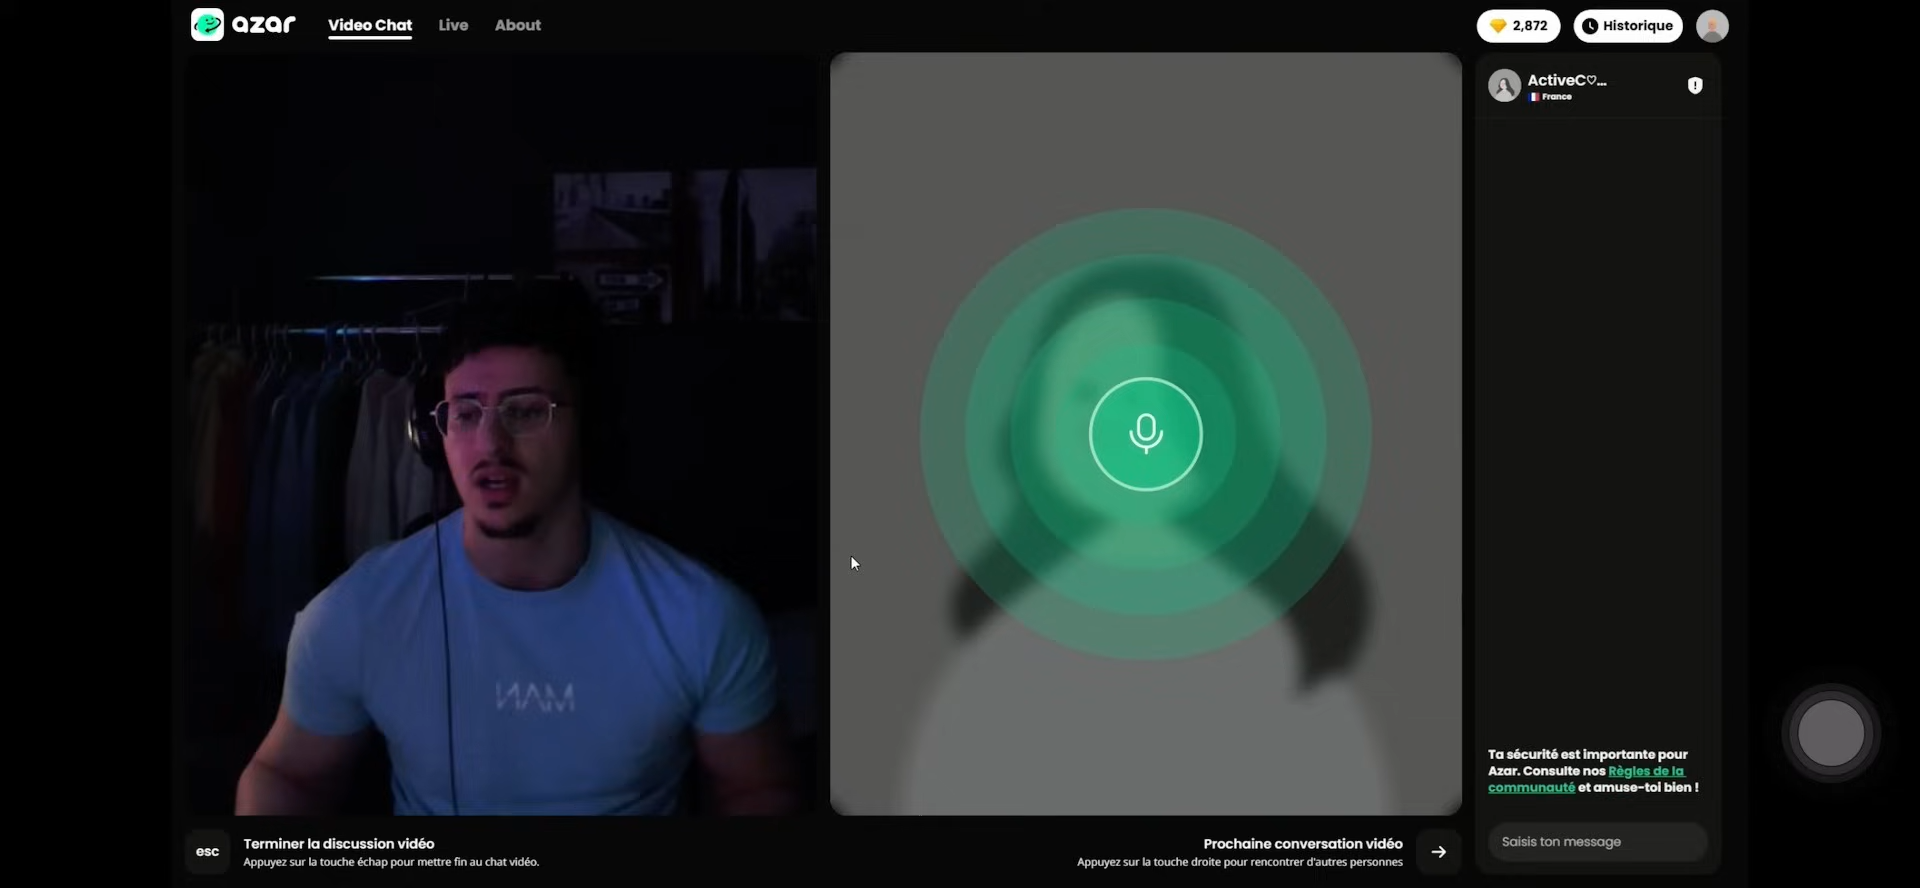 azar
Video Chat
Live
About
2,872
Historique
ActiveC♡...
France
MAN
Ta sécurité est importante pour
Azar. Consulte nos Règles de la
communauté et amuse-toi bien !
Saisis ton message
esc
Terminer la discussion vidéo
Appuyez sur la touche échap pour mettre fin au chat vidéo.
Prochaine conversation vidéo
Appuyez sur la touche droite pour rencontrer d'autres personnes